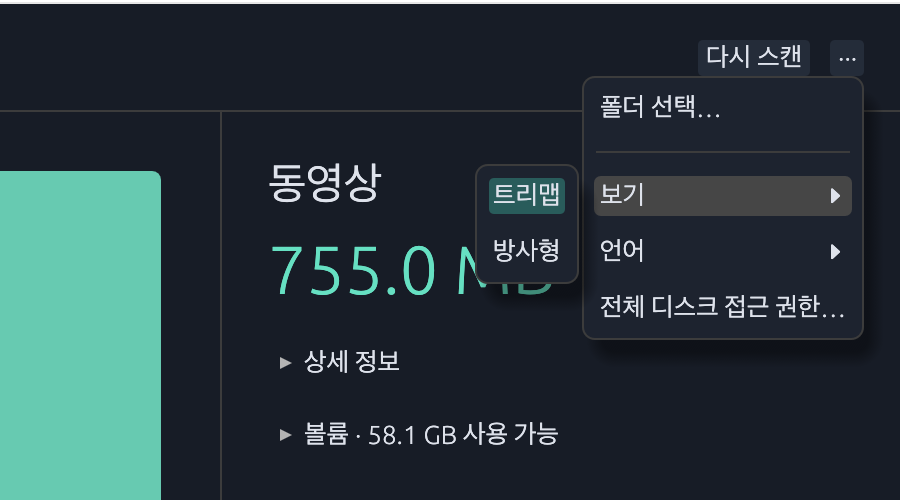 다시 스캔
...
폴더 선택...
동영상
트리맵
보기
755.0 MB
방사형
언어
전체 디스크 접근 권한...
상세 정보
볼륨 · 58.1 GB 사용 가능